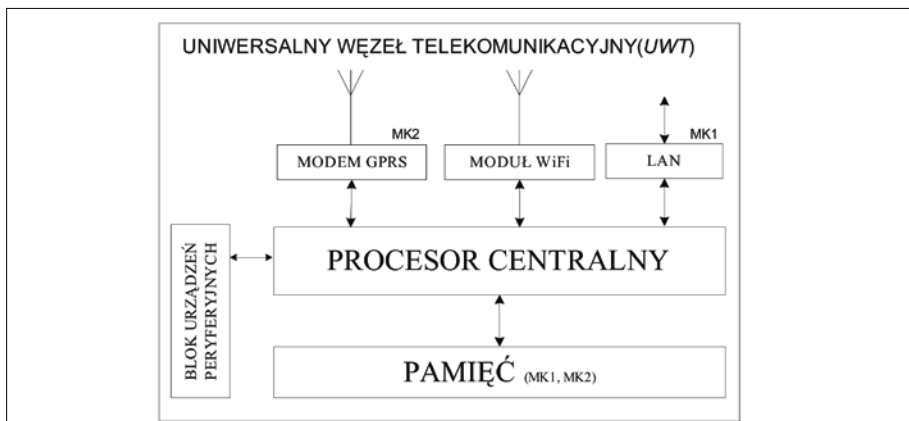 UNIWERSALNY WĘZEŁ TELEKOMUNIKACYJNY(UWT)
MK2
MODEM GPRS
MODUŁ WiFi
MK1
LAN
BLOK URZĄDZEŃ
PERYFERYJNYCH
PROCESOR CENTRALNY
PAMIĘĆ (MK1, MK2)